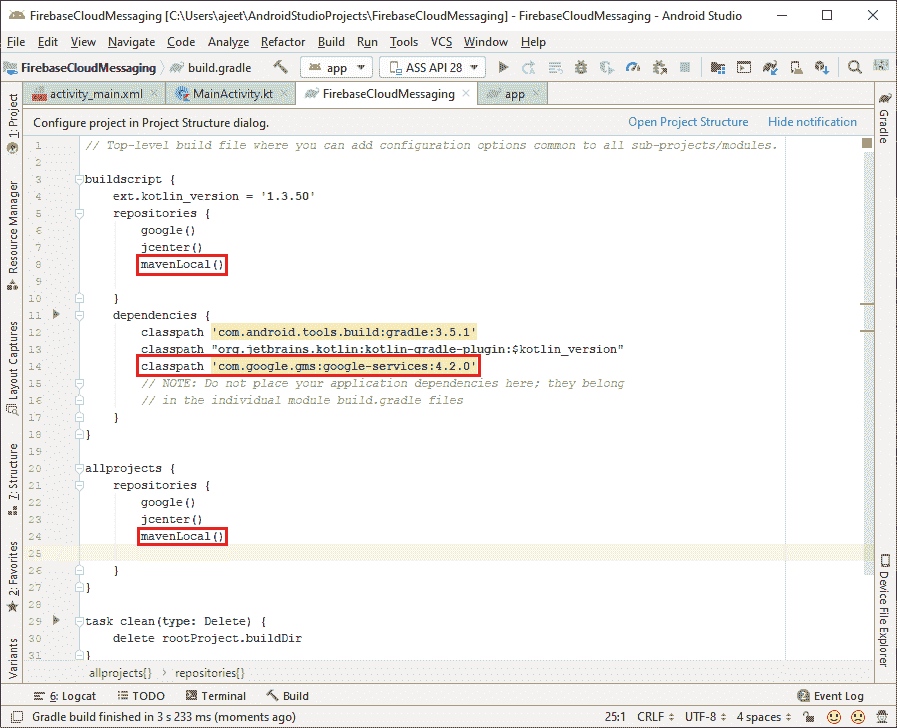 FirebaseCloudMessaging [C:\Users\ajeet\AndroidStudioProjects\FirebaseCloudMessaging] - FirebaseCloudMessaging - Android Studio
File Edit View Navigate Code Analyze Refactor Build Run Tools VCS Window Help
FirebaseCloudMessaging build.gradle app ASS API 28
activity_main.xml MainActivity.kt FirebaseCloudMessaging app
Configure project in Project Structure dialog. Open Project Structure Hide notification
1 // Top-level build file where you can add configuration options common to all sub-projects/modules.
2
3 buildscript {
4 ext.kotlin_version = '1.3.50'
5 repositories {
6 google()
7 jcenter()
8 mavenLocal()
9
10 }
11 dependencies {
12 classpath 'com.android.tools.build:gradle:3.5.1'
13 classpath "org.jetbrains.kotlin:kotlin-gradle-plugin:$kotlin_version"
14 classpath 'com.google.gms:google-services:4.2.0'
15 // NOTE: Do not place your application dependencies here; they belong
16 // in the individual module build.gradle files
17 }
18 }
19
20 allprojects {
21 repositories {
22 google()
23 jcenter()
24 mavenLocal()
25
26 }
27 }
28
29 task clean(type: Delete) {
30 delete rootProject.buildDir
31 }
allprojects{} repositories{}
1: Project
Resource Manager
Layout Captures
7: Structure
2: Favorites
Variants
Gradle
Device File Explorer
6: Logcat TODO Terminal Build Event Log
Gradle build finished in 3 s 233 ms (moments ago) 25:1 CRLF UTF-8 4 spaces